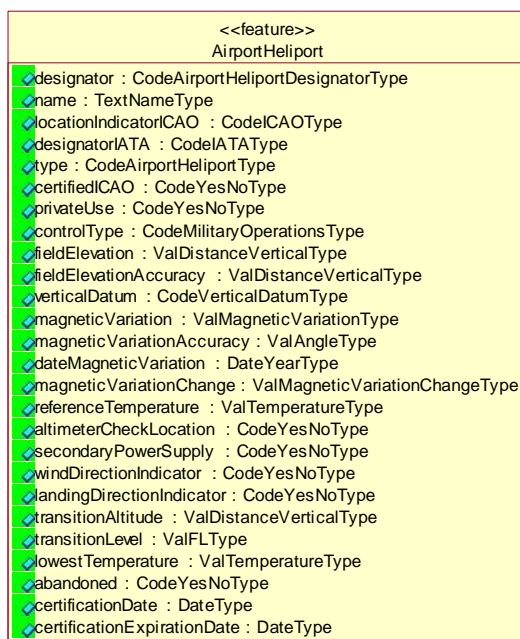 <<feature>>
AirportHeliport
designator : CodeAirportHeliportDesignatorType
name : TextNameType
locationIndicatorICAO : CodeICAOType
designatorIATA : CodeIATAType
type : CodeAirportHeliportType
certifiedICAO : CodeYesNoType
privateUse : CodeYesNoType
controlType : CodeMilitaryOperationsType
fieldElevation : ValDistanceVerticalType
fieldElevationAccuracy : ValDistanceVerticalType
verticalDatum : CodeVerticalDatumType
magneticVariation : ValMagneticVariationType
magneticVariationAccuracy : ValAngleType
dateMagneticVariation : DateYearType
magneticVariationChange : ValMagneticVariationChangeType
referenceTemperature : ValTemperatureType
altimeterCheckLocation : CodeYesNoType
secondaryPowerSupply : CodeYesNoType
windDirectionIndicator : CodeYesNoType
landingDirectionIndicator : CodeYesNoType
transitionAltitude : ValDistanceVerticalType
transitionLevel : ValFLType
lowestTemperature : ValTemperatureType
abandoned : CodeYesNoType
certificationDate : DateType
certificationExpirationDate : DateType